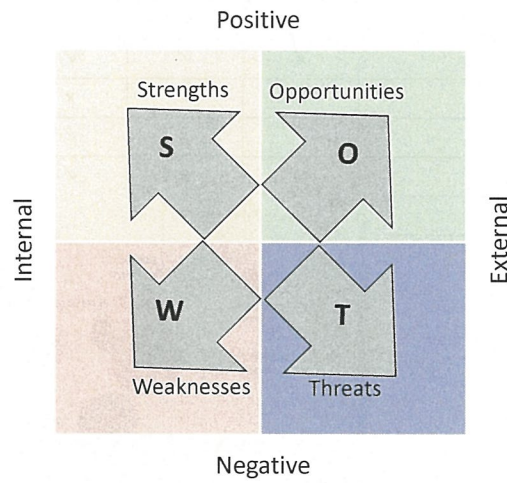 Positive
Strengths
Opportunities
S
O
Internal
External
W
T
Weaknesses
Threats
Negative